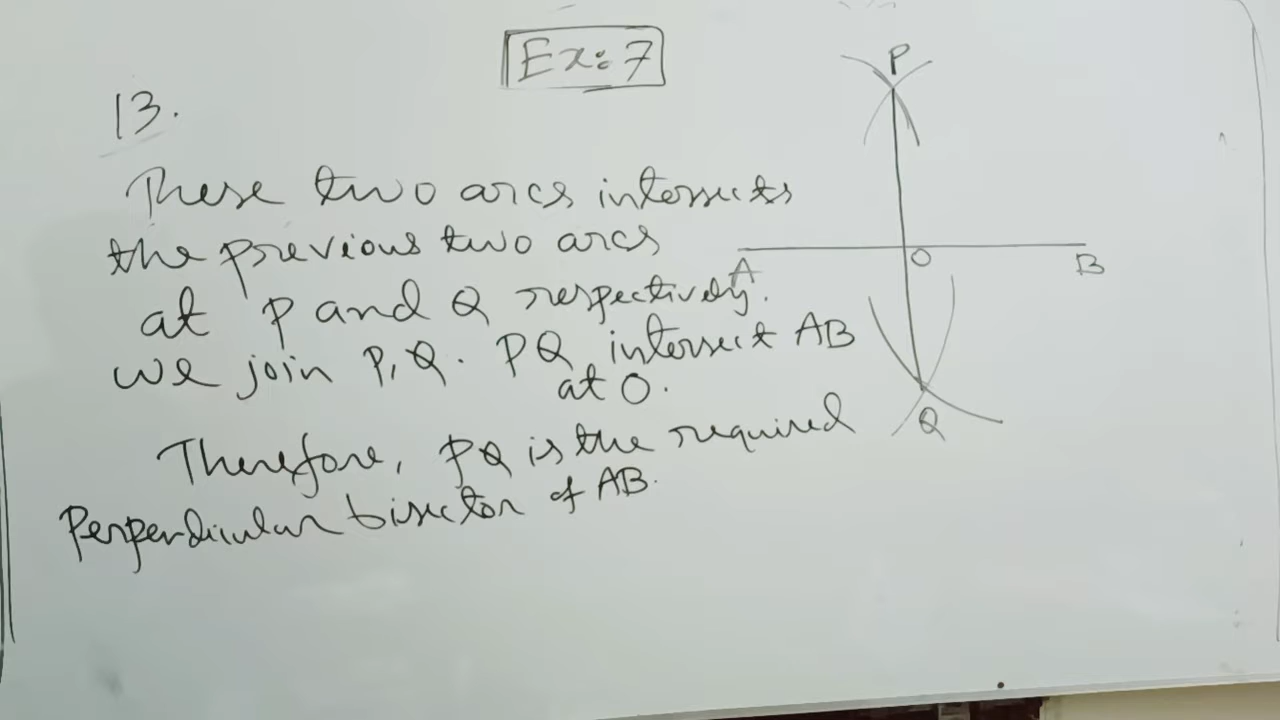 Ex: 7
13.
These two arcs intersects
the previous two arcs
at P and Q respectively.
we join P, Q. PQ intersect AB
at O.
Therefore, PQ is the required
Perpendicular bisector of AB.
P
A
O
B
Q